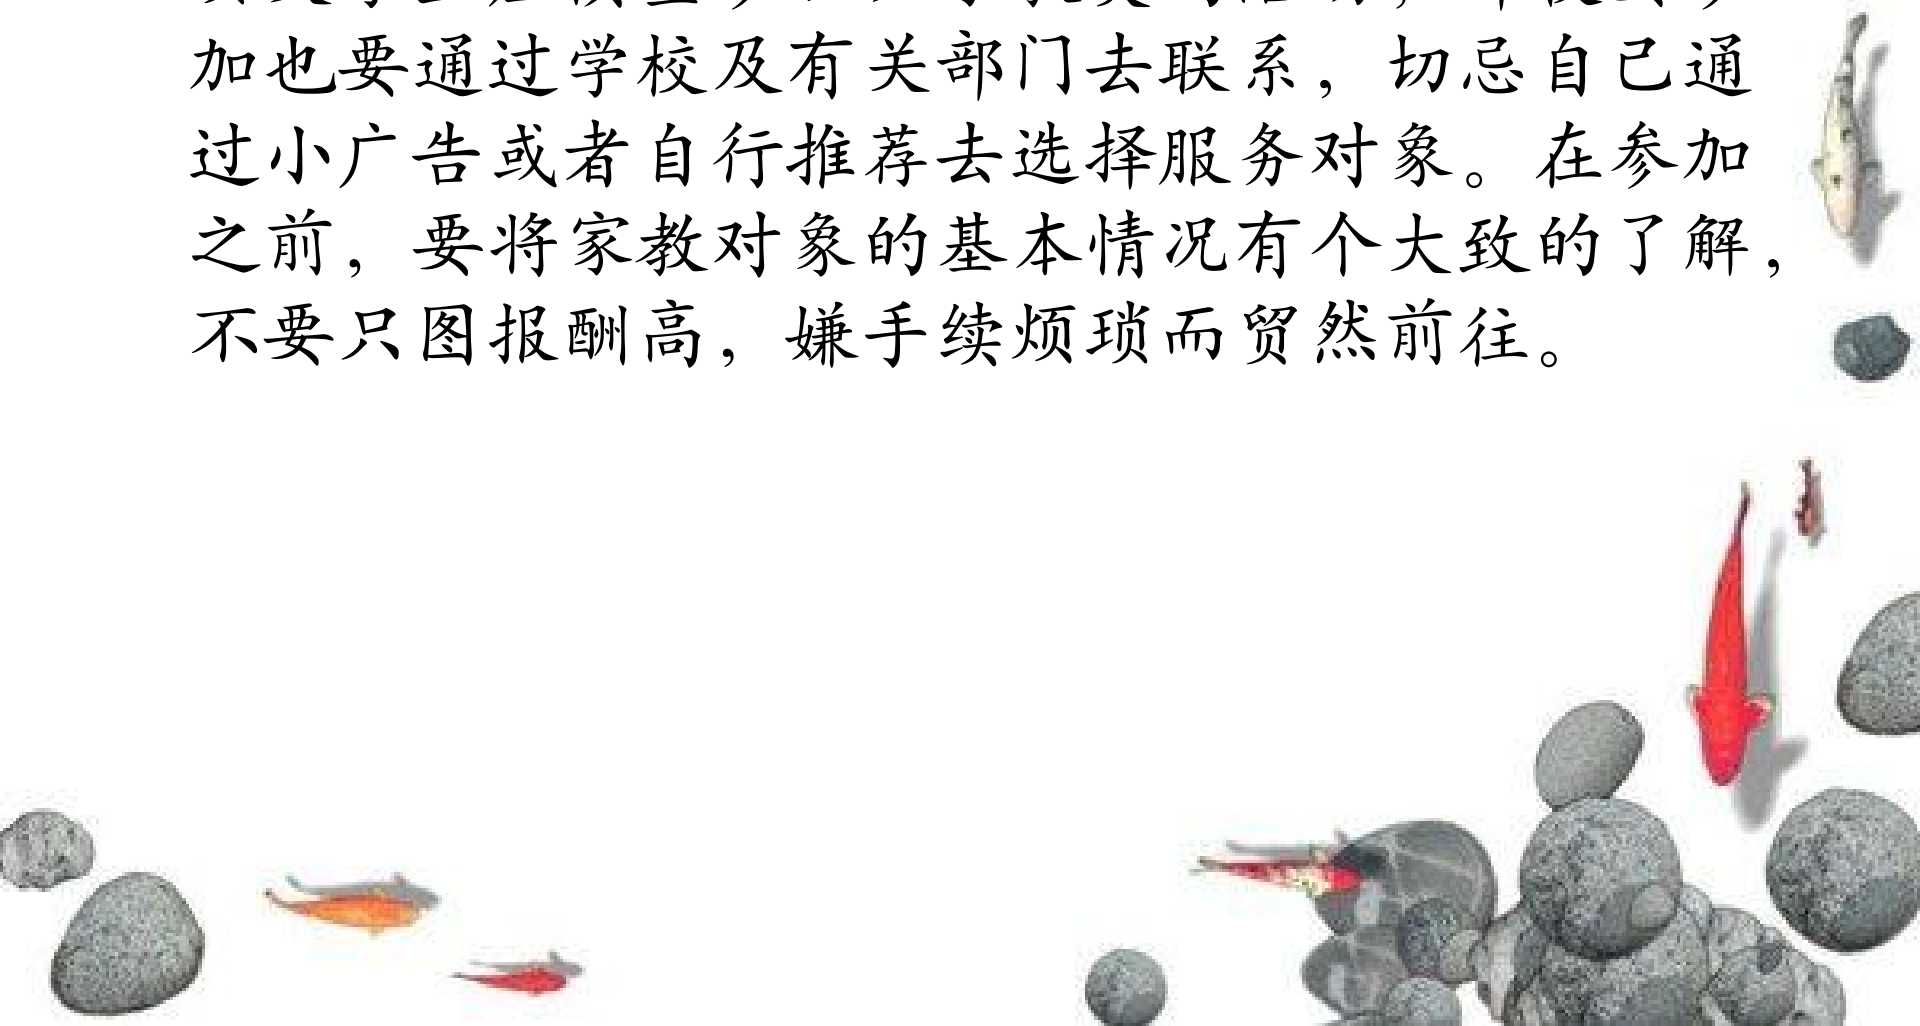 加也要通过学校及有关部门去联系，切忌自己通
过小广告或者自行推荐去选择服务对象。在参加
之前，要将家教对象的基本情况有个大致的了解，
不要只图报酬高，嫌手续烦琐而贸然前往。